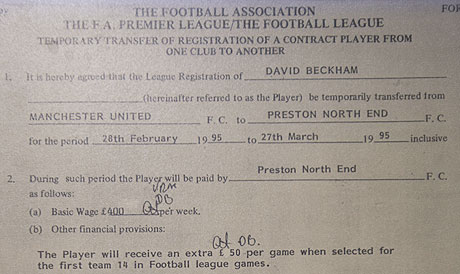 THE FOOTBALL ASSOCIATION
THE F.A. PREMIER LEAGUE/THE FOOTBALL LEAGUE
TEMPORARY TRANSFER OF REGISTRATION OF A CONTRACT PLAYER FROM
ONE CLUB TO ANOTHER
1. It is hereby agreed that the League Registration of DAVID BECKHAM
(hereinafter referred to as the Player) be temporarily transferred from
MANCHESTER UNITED F.C. to PRESTON NORTH END F.C.
for the period 28th February 19 95 to 27th March 19 95 inclusive
2. During such period the Player will be paid by Preston North End F.C.
as follows:
DB
(a) Basic Wage £400 per week.
(b) Other financial provisions:
DB.
The Player will receive an extra £ 50 per game when selected for
the first team 14 in Football league games.